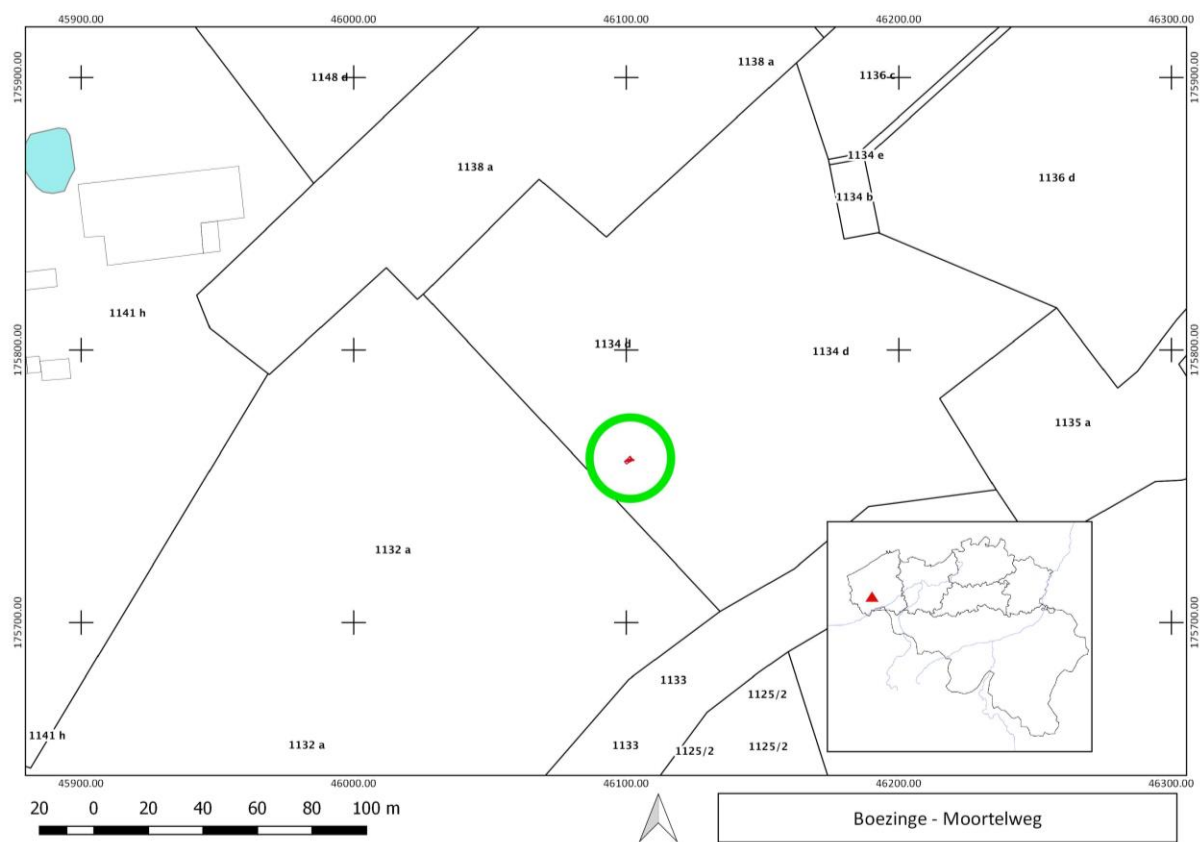 45900.00 46000.00 46100.00 46200.00 46300.00
175900.00 175900.00
1148 d 1138 a 1136 c
1134 e
1138 a 1136 d
1134 b
1141 h
175800.00 175800.00
1134 d 1134 d
1135 a
1132 a
175700.00 175700.00
1133
1125/2
1141 h 1132 a 1133 1125/2 1125/2
45900.00 46000.00 46100.00 46200.00 46300.00
20 0 20 40 60 80 100 m
Boezinge - Moortelweg